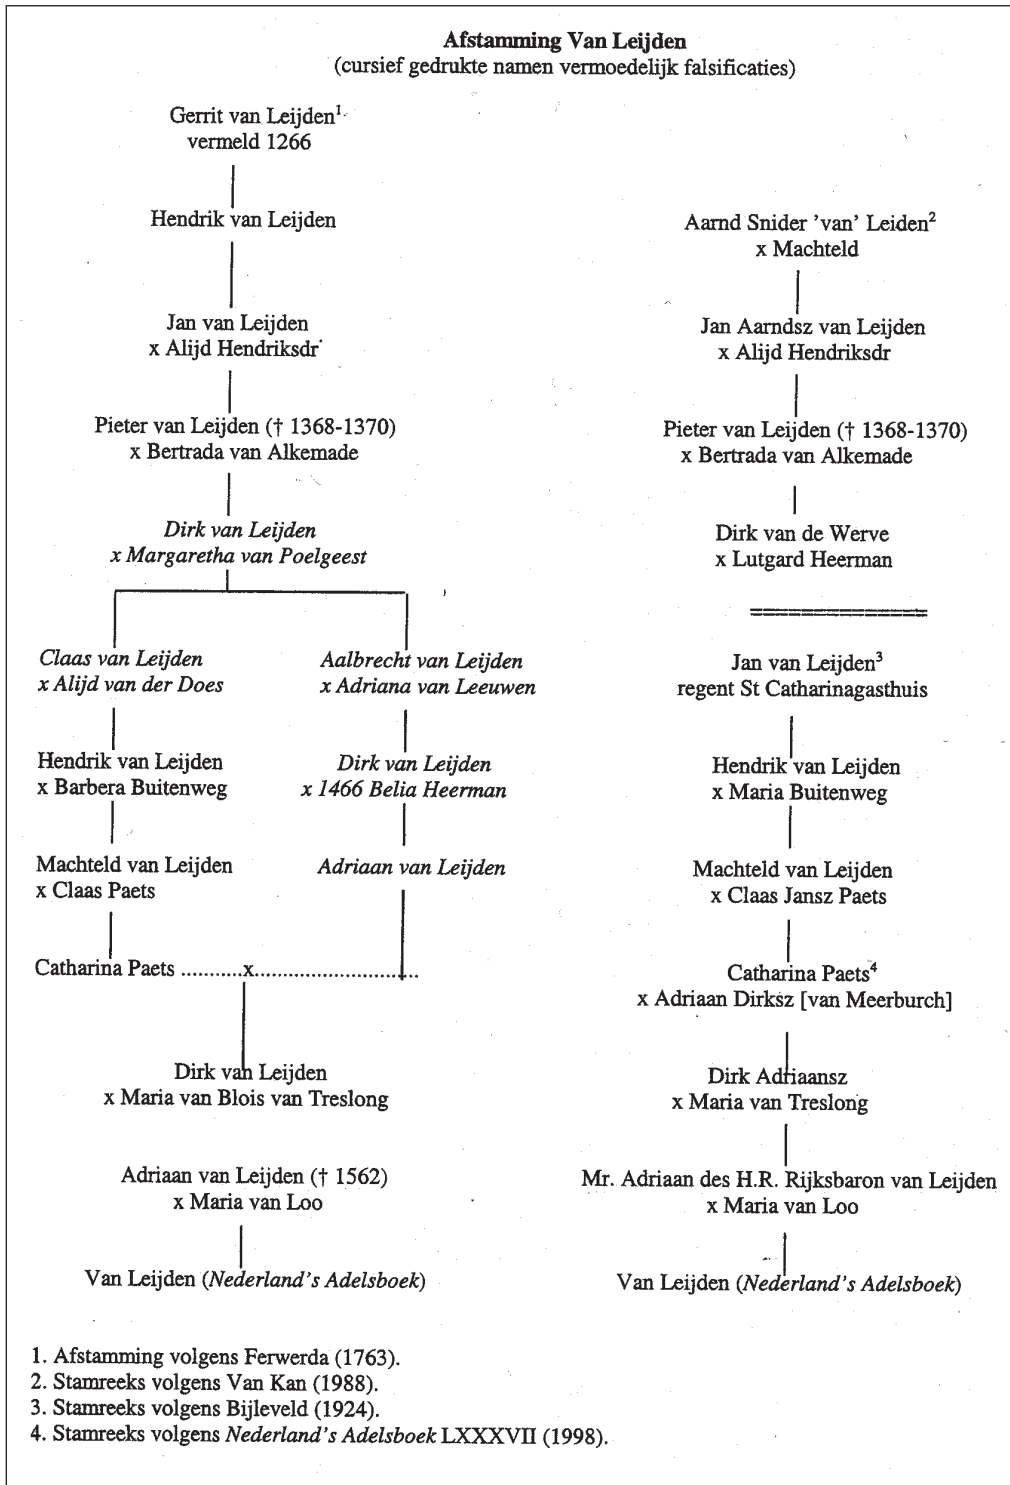 Afstamming Van Leijden
(cursief gedrukte namen vermoedelijk falsificaties)
Gerrit van Leijden¹
vermeld 1266
Hendrik van Leijden
Jan van Leijden
x Alijd Hendriksdr
Pieter van Leijden († 1368-1370)
x Bertrada van Alkemade
Dirk van Leijden
x Margaretha van Poelgeest
Claas van Leijden
x Alijd van der Does
Hendrik van Leijden
x Barbera Buitenweg
Machteld van Leijden
x Claas Paets
Aalbrecht van Leijden
x Adriana van Leeuwen
Dirk van Leijden
x 1466 Belia Heerman
Adriaan van Leijden
Catharina Paets ...........x.............................
Dirk van Leijden
x Maria van Blois van Treslong
Adriaan van Leijden († 1562)
x Maria van Loo
Van Leijden (Nederland's Adelsboek)
Aarnd Snider 'van' Leiden²
x Machteld
Jan Aarndsz van Leijden
x Alijd Hendriksdr
Pieter van Leijden († 1368-1370)
x Bertrada van Alkemade
Dirk van de Werve
x Lutgard Heerman
Jan van Leijden³
regent St Catharinagasthuis
Hendrik van Leijden
x Maria Buitenweg
Machteld van Leijden
x Claas Jansz Paets
Catharina Paets⁴
x Adriaan Dirksz [van Meerburch]
Dirk Adriaansz
x Maria van Treslong
Mr. Adriaan des H.R. Rijksbaron van Leijden
x Maria van Loo
Van Leijden (Nederland's Adelsboek)
1. Afstamming volgens Ferwerda (1763).
2. Stamreeks volgens Van Kan (1988).
3. Stamreeks volgens Bijleveld (1924).
4. Stamreeks volgens Nederland's Adelsboek LXXXVII (1998).